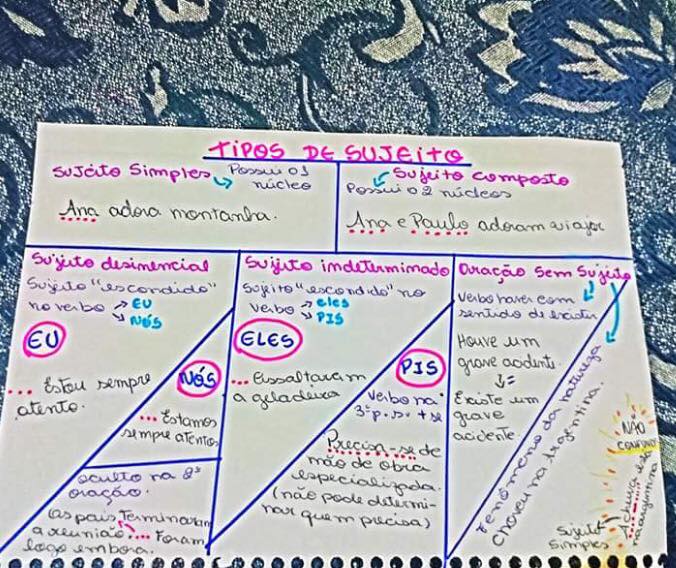 TIPOS DE SUJEITO
Sujeito Simples
Possui 01
núcleo
Ana adora montanha.
Sujeito composto
Possui 02 núcleos
Ana e Paulo adoram viajar
Sujeito desinencial
Sujeito "escondido"
no verbo → EU
NÓS
EU
... Estou sempre
atento.
NÓS
... Estamos
sempre atentos
oculto na 2ª
oração.
(os pais terminaram
a reunião.... Foram
logo embora.
Sujeito indeterminado
Sujeito "escondido" no
verbo → eles
PIS
ELES
a geladeira
PIS
Verbo na
3ª p. s. + se
Precisa-se de
mão de obra
especializada.
(não pode determi-
nar quem precisa)
Oração Sem Sujeito
Verbo haver com
sentido de existir
Houve um
grave acidente.
↓=
Existe um
grave
acidente.
Fenômeno da natureza
choveu na Argentina.
NÃO
CONFUNDIR
A chuva
na argentina
Sujeito
Simples